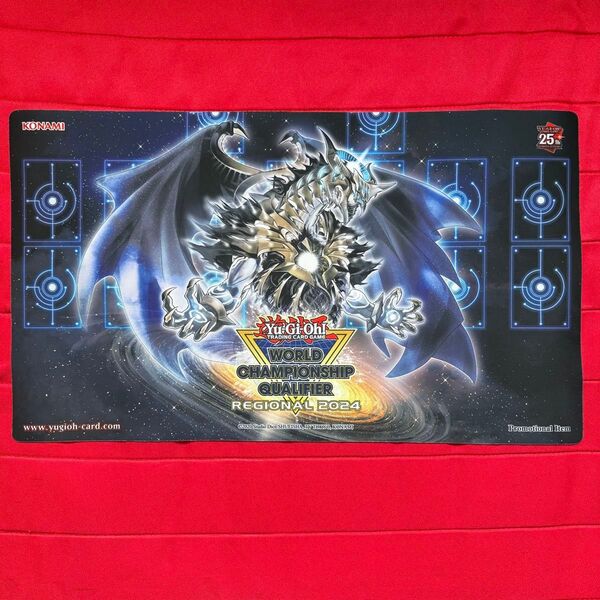 KONAMI
25th
Yu-Gi-Oh!
TRADING CARD GAME
WORLD
CHAMPIONSHIP
QUALIFIER
REGIONAL 2024
www.yugioh-card.com
Promotional Item